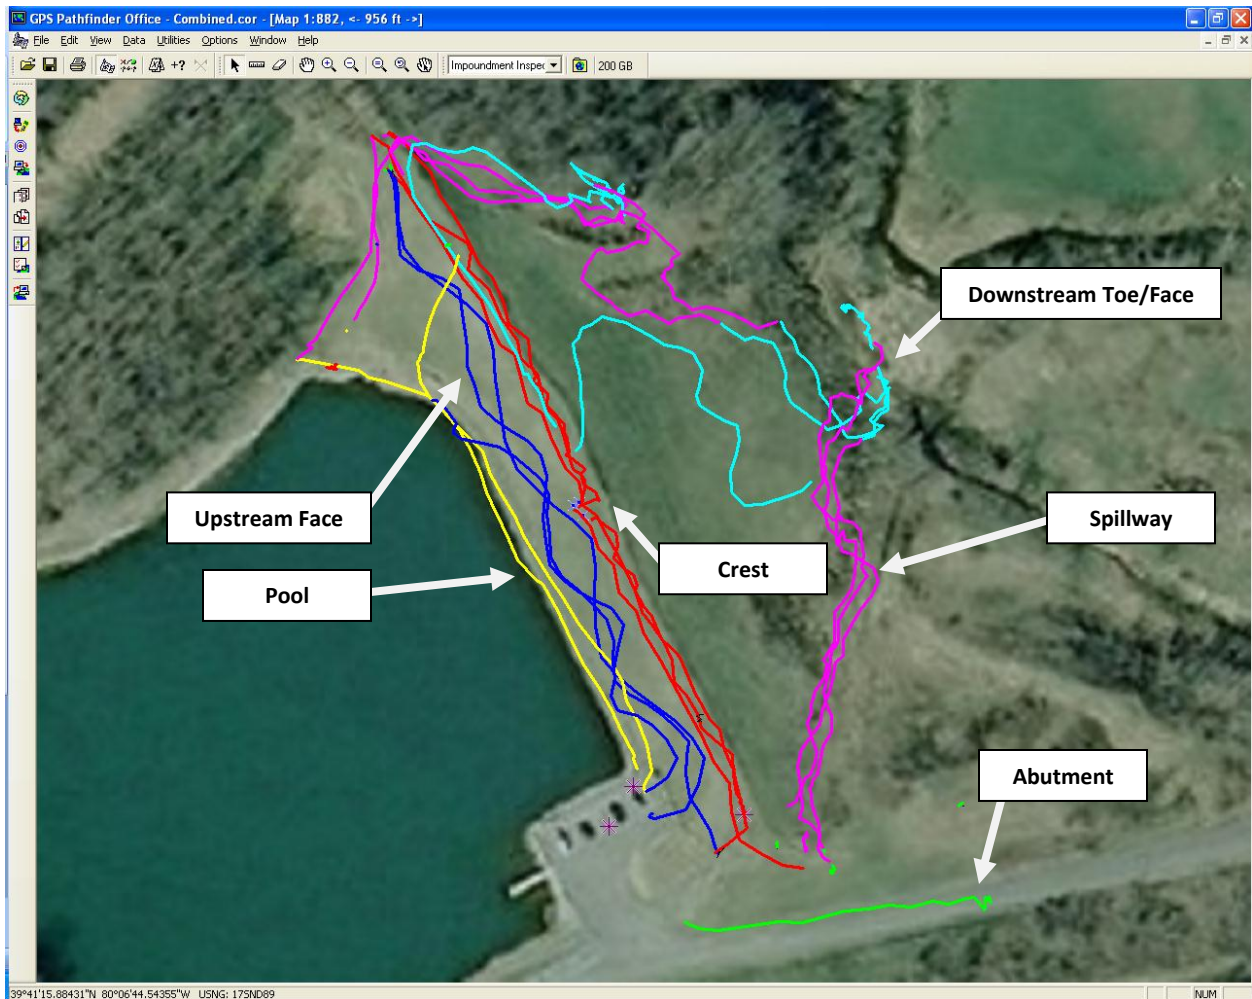 GPS Pathfinder Office - Combined.cor - [Map 1:882, <- 956 ft ->]
File Edit View Data Utilities Options Window Help
+? Impoundment Inspec 200 GB
Downstream Toe/Face
Upstream Face
Spillway
Crest
Pool
Abutment
39°41'15.88431"N 80°06'44.54355"W USNG: 17SND89 NUM